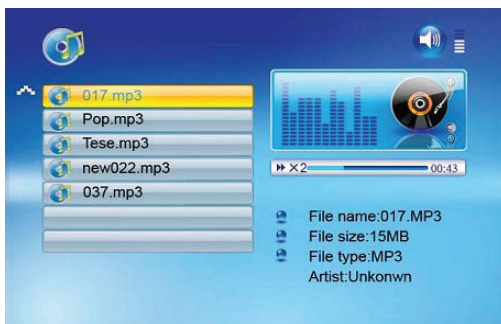 017.mp3
Pop.mp3
Tese.mp3
new022.mp3
037.mp3
×2
00:43
File name:017.MP3
File size:15MB
File type:MP3
Artist:Unkonwn